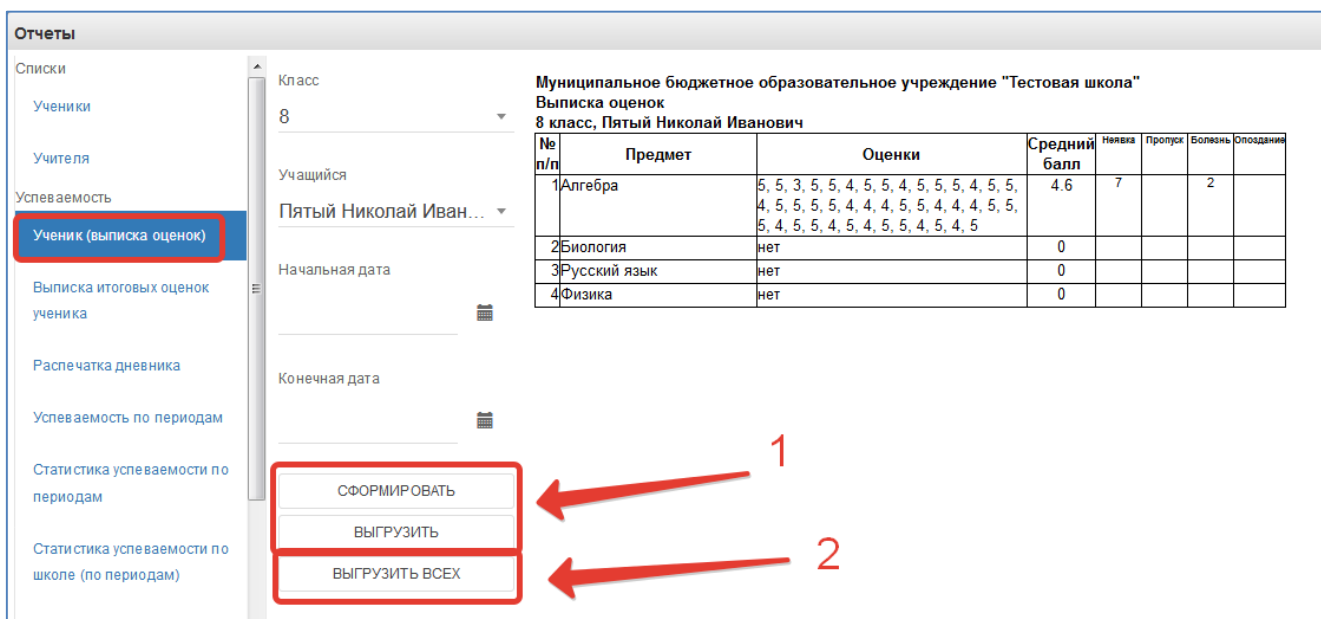 Отчеты
Списки
Ученики
Учителя
Успеваемость
Ученик (выписка оценок)
Выписка итоговых оценок
ученика
Распечатка дневника
Успеваемость по периодам
Статистика успеваемости по
периодам
Статистика успеваемости по
школе (по периодам)
Класс
8
Учащийся
Пятый Николай Иван...
Начальная дата
Конечная дата
СФОРМИРОВАТЬ
ВЫГРУЗИТЬ
ВЫГРУЗИТЬ ВСЕХ
1
2
Муниципальное бюджетное образовательное учреждение "Тестовая школа"
Выписка оценок
8 класс, Пятый Николай Иванович
№ п/п Предмет Оценки Средний балл Неявка Пропуск Болезнь Опоздание
1 Алгебра 5, 5, 3, 5, 5, 4, 5, 5, 4, 5, 5, 5, 4, 5, 5, 4.6 7 2
4, 5, 5, 5, 5, 4, 4, 4, 5, 5, 4, 4, 4, 5, 5,
5, 4, 5, 5, 4, 5, 4, 5, 5, 4, 5, 4, 5
2 Биология нет 0
3 Русский язык нет 0
4 Физика нет 0